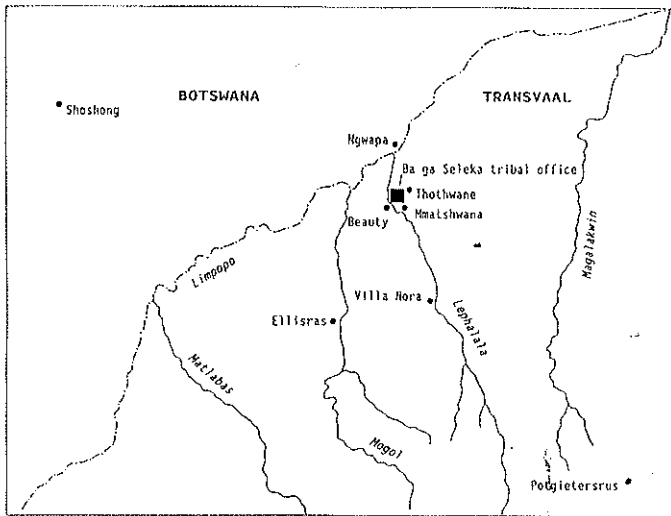 BOTSWANA
TRANSVAAL
Shoshong
Ngwapa
Ba ga Seleka tribal office
Thothwane
Beauty
Mmaishwana
Magalakwin
Limpopo
Villa Nora
Lephalala
Ellisras
Matlabas
Mogol
Potgietersrus